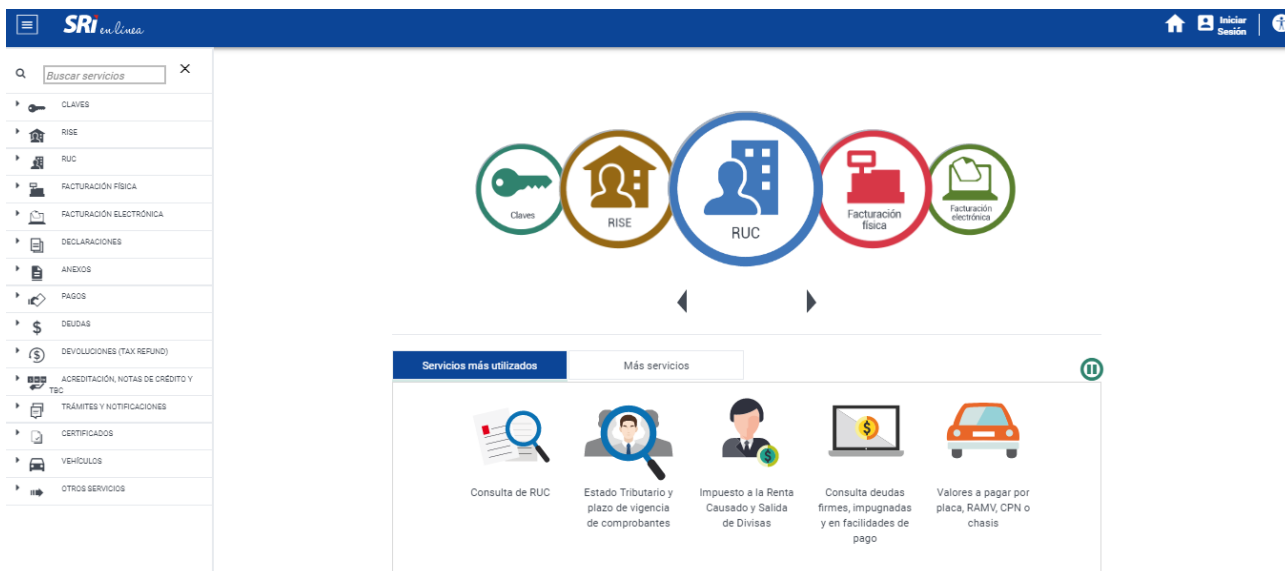 SRi en línea
Iniciar
Sesión
Buscar servicios
CLAVES
RISE
RUC
FACTURACIÓN FÍSICA
FACTURACIÓN ELECTRÓNICA
DECLARACIONES
ANEXOS
PAGOS
DEUDAS
DEVOLUCIONES (TAX REFUND)
ACREDITACIÓN, NOTAS DE CRÉDITO Y
TBC
TRÁMITES Y NOTIFICACIONES
CERTIFICADOS
VEHÍCULOS
OTROS SERVICIOS
Claves
RISE
RUC
Facturación
física
Facturación
electrónica
Servicios más utilizados
Más servicios
Consulta de RUC
Estado Tributario y
plazo de vigencia
de comprobantes
Impuesto a la Renta
Causado y Salida
de Divisas
Consulta deudas
firmes, impugnadas
y en facilidades de
pago
Valores a pagar por
placa, RAMV, CPN o
chasis